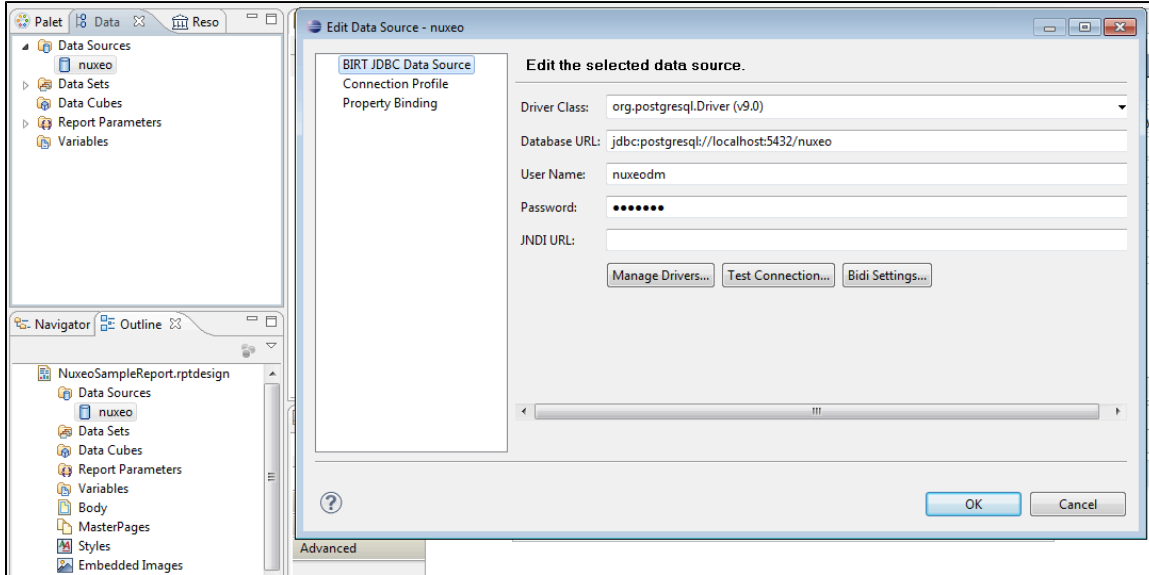 Palet
Data
Reso
Data Sources
nuxeo
Data Sets
Data Cubes
Report Parameters
Variables
Navigator
Outline
NuxeoSampleReport.rptdesign
Data Sources
nuxeo
Data Sets
Data Cubes
Report Parameters
Variables
Body
MasterPages
Styles
Embedded Images
Edit Data Source - nuxeo
BIRT JDBC Data Source
Connection Profile
Property Binding
Edit the selected data source.
Driver Class: org.postgresql.Driver (v9.0)
Database URL: jdbc:postgresql://localhost:5432/nuxeo
User Name: nuxeodm
Password: •••••••
JNDI URL:
Manage Drivers... Test Connection... Bidi Settings...
OK Cancel
Advanced